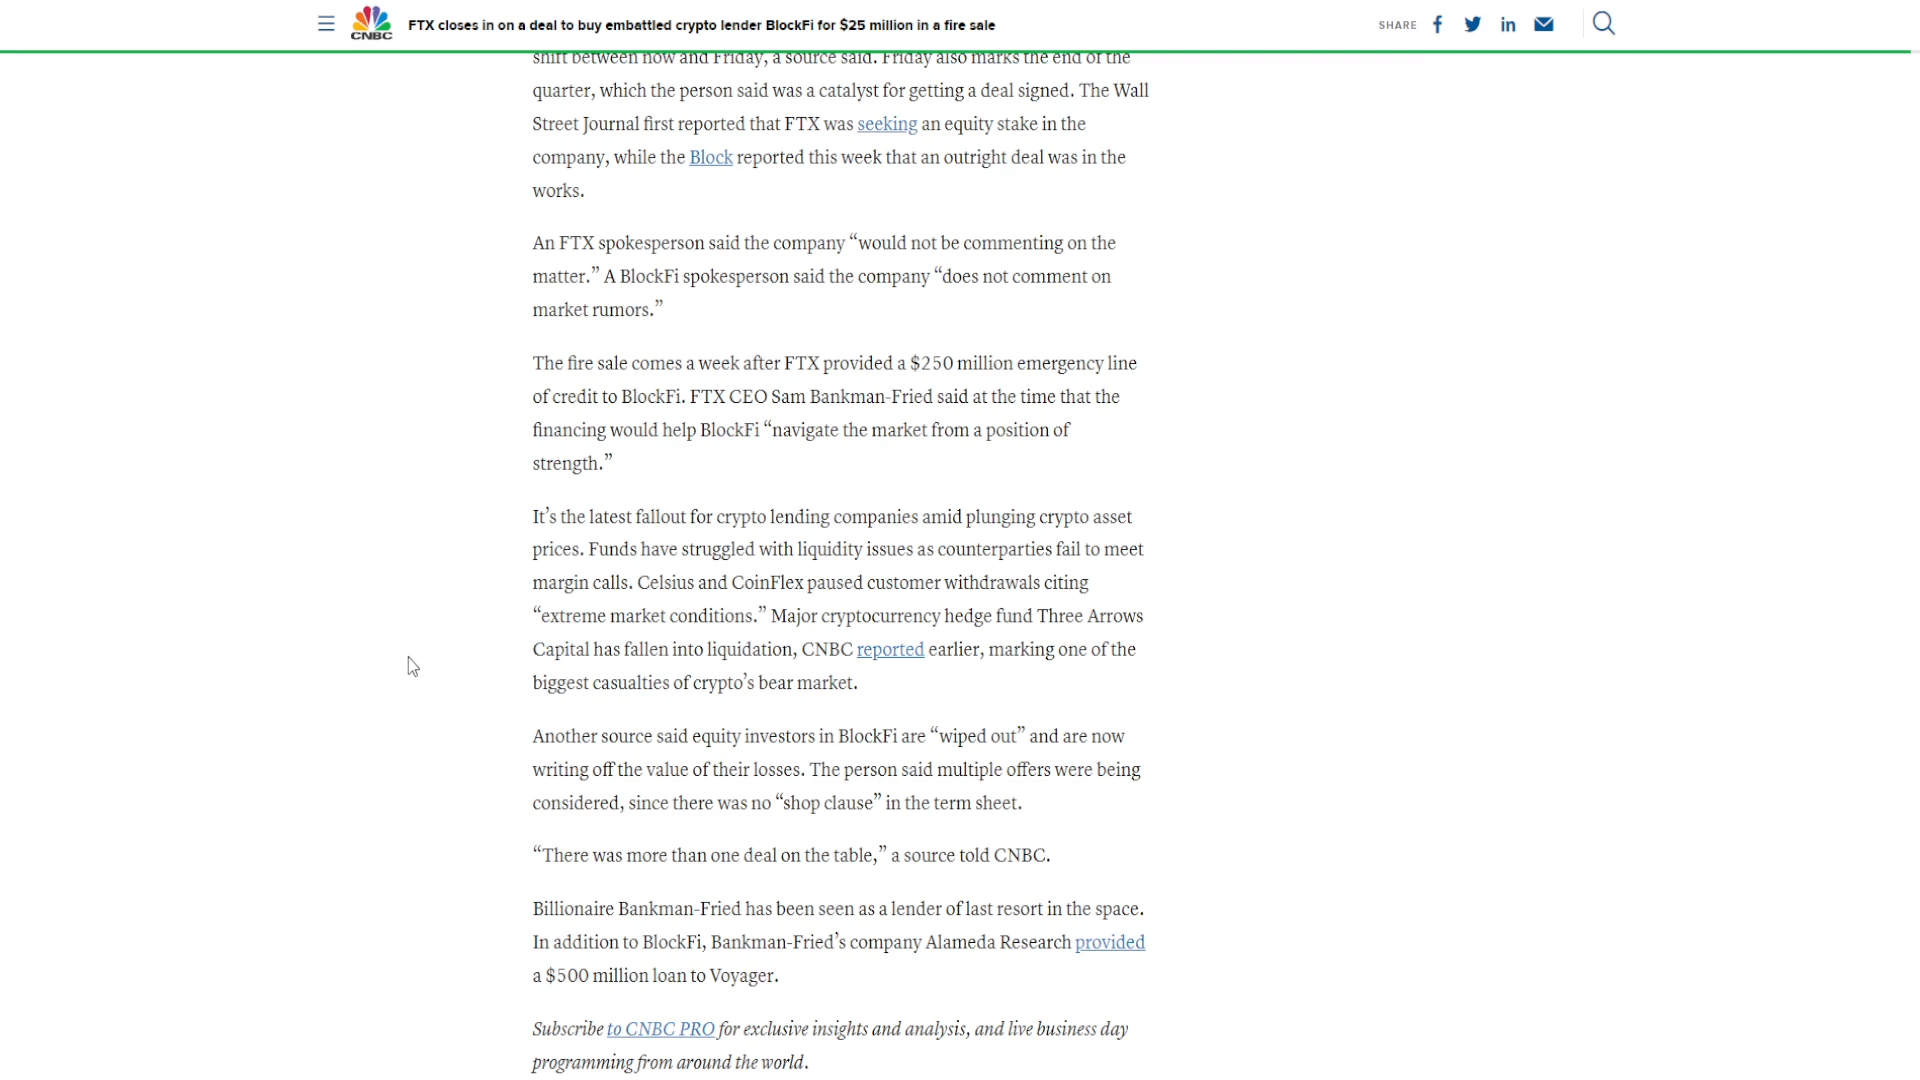 CNBC
FTX closes in on a deal to buy embattled crypto lender BlockFi for $25 million in a fire sale
SHARE
shift between now and Friday, a source said. Friday also marks the end of the
quarter, which the person said was a catalyst for getting a deal signed. The Wall
Street Journal first reported that FTX was seeking an equity stake in the
company, while the Block reported this week that an outright deal was in the
works.
An FTX spokesperson said the company “would not be commenting on the
matter.” A BlockFi spokesperson said the company “does not comment on
market rumors.”
The fire sale comes a week after FTX provided a $250 million emergency line
of credit to BlockFi. FTX CEO Sam Bankman-Fried said at the time that the
financing would help BlockFi “navigate the market from a position of
strength.”
It’s the latest fallout for crypto lending companies amid plunging crypto asset
prices. Funds have struggled with liquidity issues as counterparties fail to meet
margin calls. Celsius and CoinFlex paused customer withdrawals citing
“extreme market conditions.” Major cryptocurrency hedge fund Three Arrows
Capital has fallen into liquidation, CNBC reported earlier, marking one of the
biggest casualties of crypto’s bear market.
Another source said equity investors in BlockFi are “wiped out” and are now
writing off the value of their losses. The person said multiple offers were being
considered, since there was no “shop clause” in the term sheet.
“There was more than one deal on the table,” a source told CNBC.
Billionaire Bankman-Fried has been seen as a lender of last resort in the space.
In addition to BlockFi, Bankman-Fried’s company Alameda Research provided
a $500 million loan to Voyager.
Subscribe to CNBC PRO for exclusive insights and analysis, and live business day
programming from around the world.